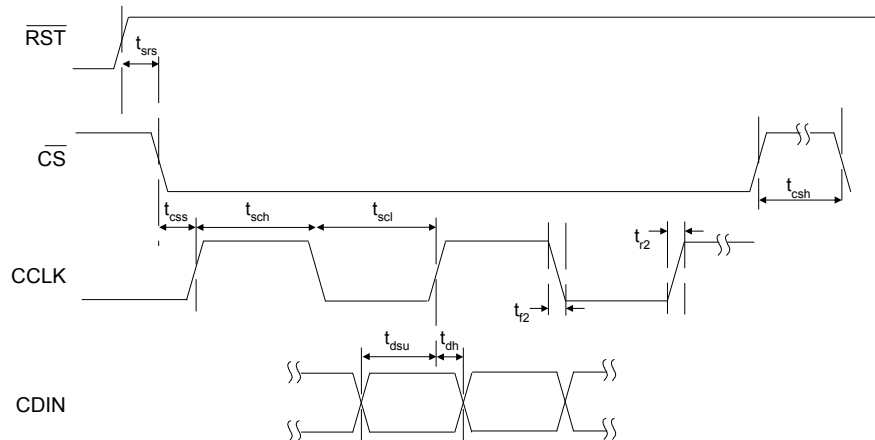 RST
t_srs
CS
t_csh
t_css t_sch t_scl
t_r2
CCLK
t_f2
t_dsu t_dh
CDIN